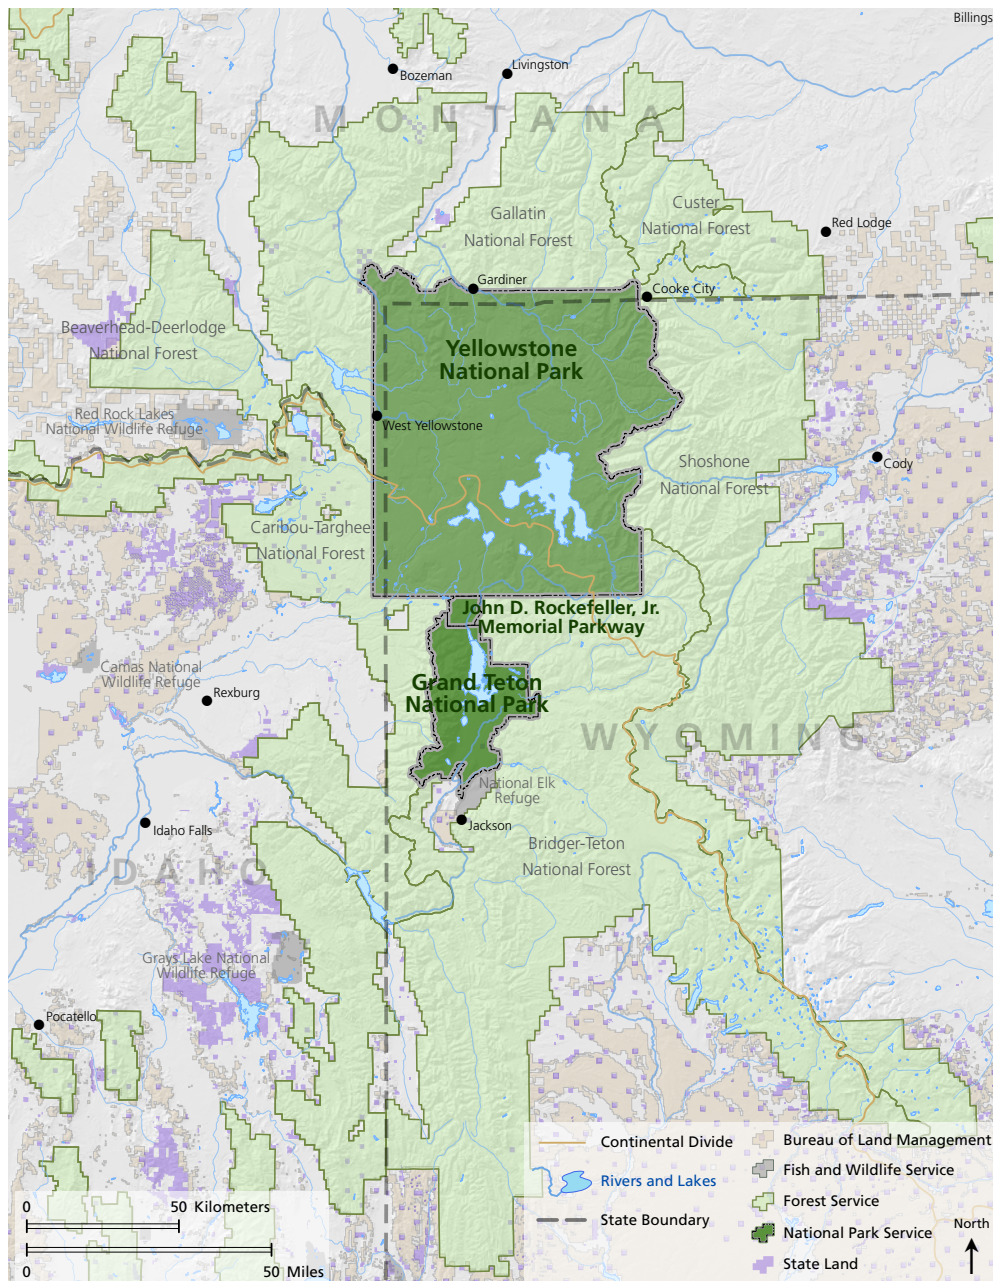 Billings
Livingston
Bozeman
MONTANA
Gallatin
National Forest
Custer
National Forest
Red Lodge
Gardiner
Cooke City
Beaverhead-Deerlodge
National Forest
Yellowstone
National Park
Red Rock Lakes
National Wildlife Refuge
West Yellowstone
Shoshone
National Forest
Cody
Caribou-Targhee
National Forest
John D. Rockefeller, Jr.
Memorial Parkway
Camas National
Wildlife Refuge
Rexburg
Grand Teton
National Park
WYOMING
National Elk
Refuge
Jackson
Idaho Falls
Bridger-Teton
National Forest
IDAHO
Grays Lake National
Wildlife Refuge
Pocatello
Continental Divide
Rivers and Lakes
State Boundary
Bureau of Land Management
Fish and Wildlife Service
Forest Service
National Park Service
State Land
North
0 50 Kilometers
0 50 Miles